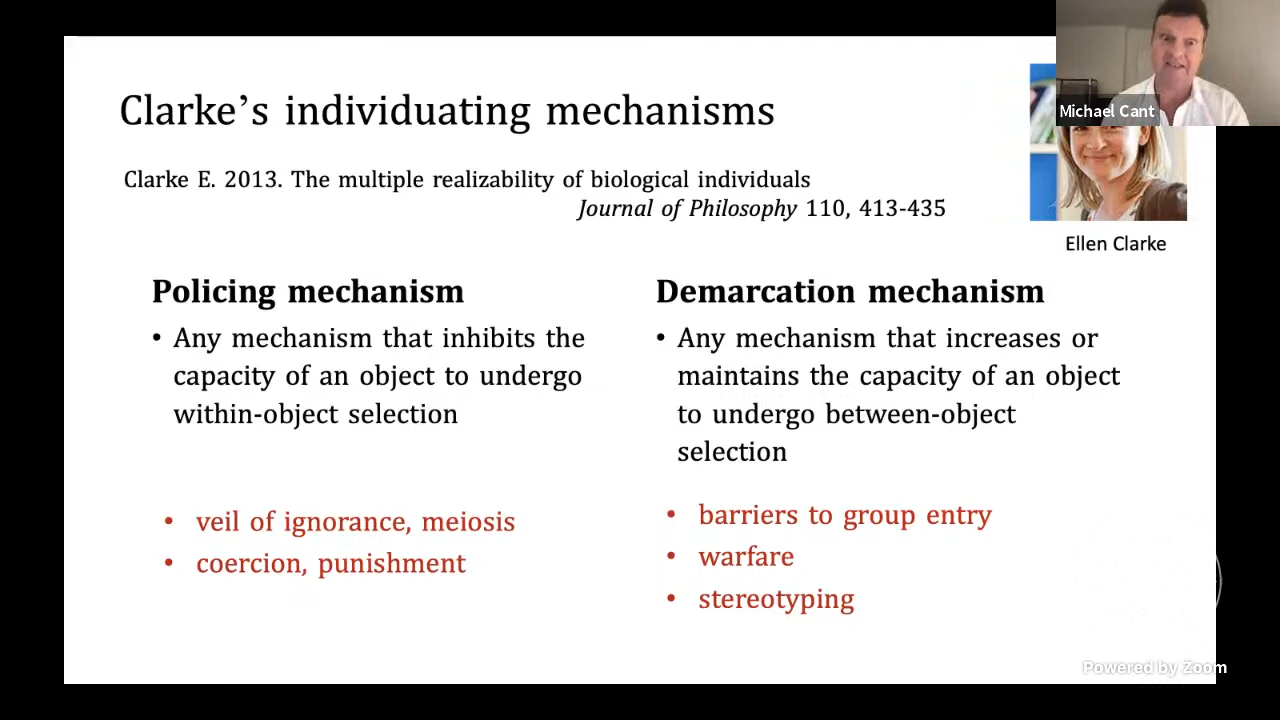 Clarke’s individuating mechanisms
Michael Cant
Clarke E. 2013. The multiple realizability of biological individuals
Journal of Philosophy 110, 413-435
Ellen Clarke
Policing mechanism
• Any mechanism that inhibits the
capacity of an object to undergo
within-object selection
• veil of ignorance, meiosis
• coercion, punishment
Demarcation mechanism
• Any mechanism that increases or
maintains the capacity of an object
to undergo between-object
selection
• barriers to group entry
• warfare
• stereotyping
Powered by Zoom